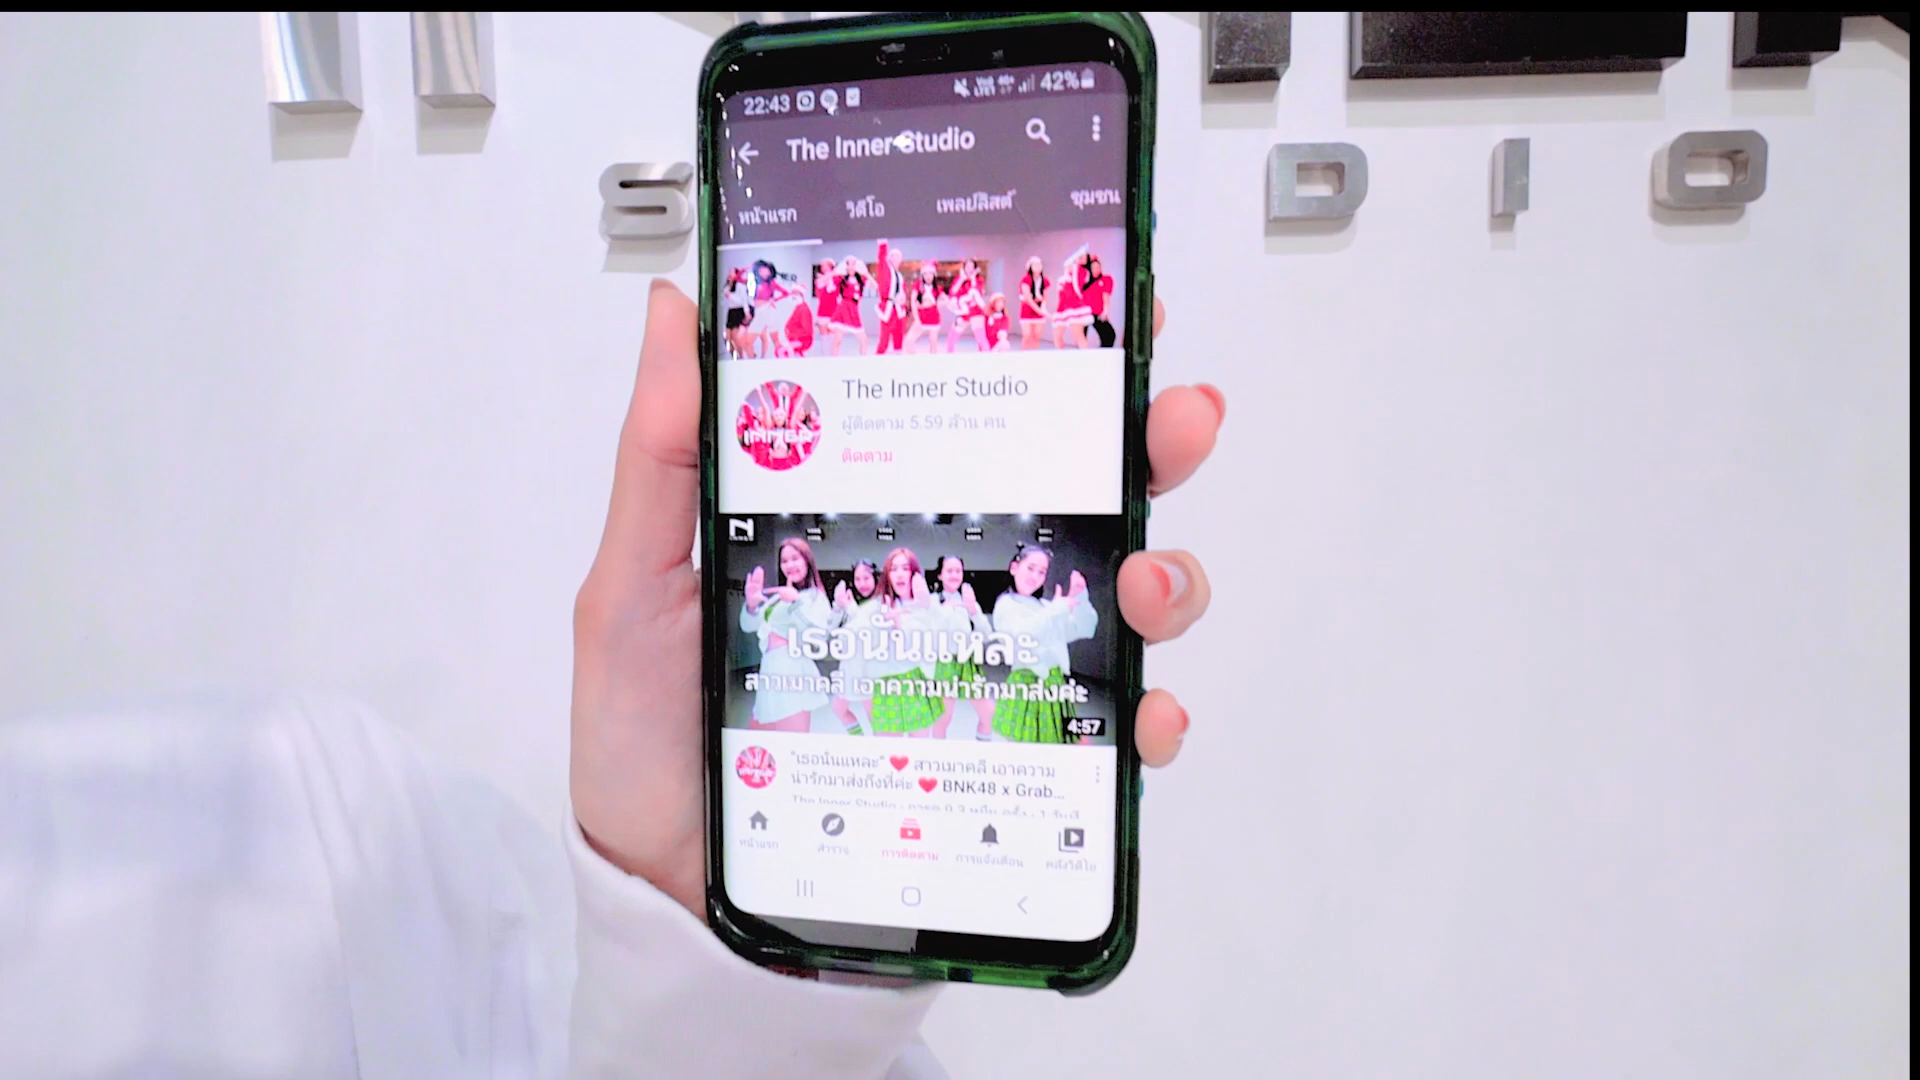 22:43
42%
The Inner Studio
หน้าแรก
วิดีโอ
เพลย์ลิสต์
ชุมชน
The Inner Studio
ผู้ติดตาม 5.59 ล้าน คน
ติดตาม
INNER
เธอนั่นแหละ
สาวเมาคลี เอาความน่ารักมาส่งค่ะ
4:57
"เธอนั่นแหละ" ❤ สาวเมาคลี เอาความ
น่ารักมาส่งถึงที่ค่ะ ❤ BNK48 x Grab...
หน้าแรก
สำรวจ
การติดตาม
การแจ้งเตือน
คลังวิดีโอ
S
D I O